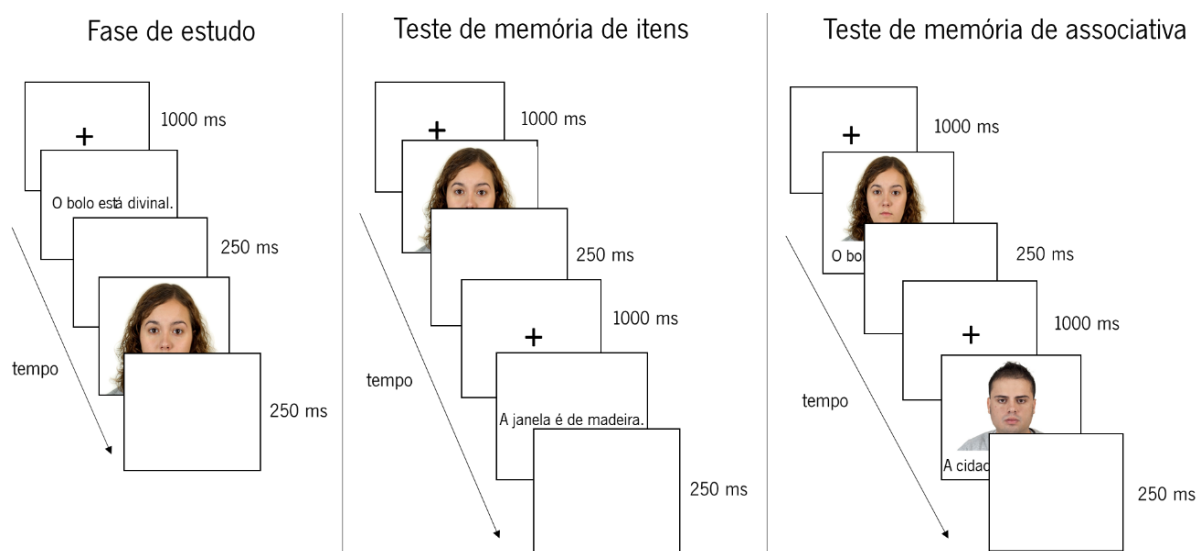 Fase de estudo
1000 ms
+
O bolo está divinal.
250 ms
tempo
250 ms
Teste de memória de itens
1000 ms
+
250 ms
1000 ms
+
tempo
A janela é de madeira.
250 ms
Teste de memória de associativa
1000 ms
+
O bol
250 ms
1000 ms
+
tempo
A cidad
250 ms